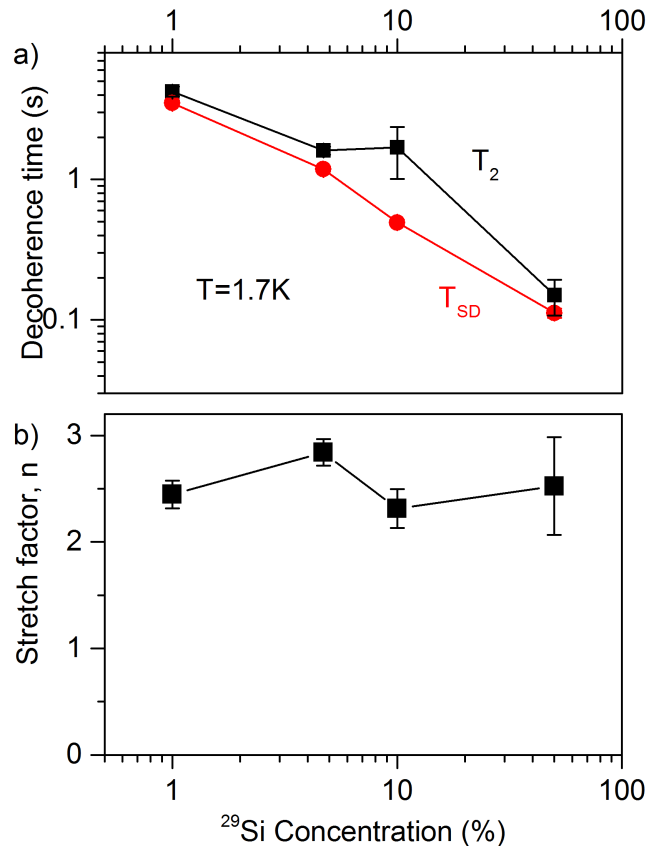 1 10 100
a)
Decoherence time (s)
1
0.1
T₂
T=1.7K
T_SD
b)
Stretch factor, n
3
2
1
0
1 10 100
²⁹Si Concentration (%)